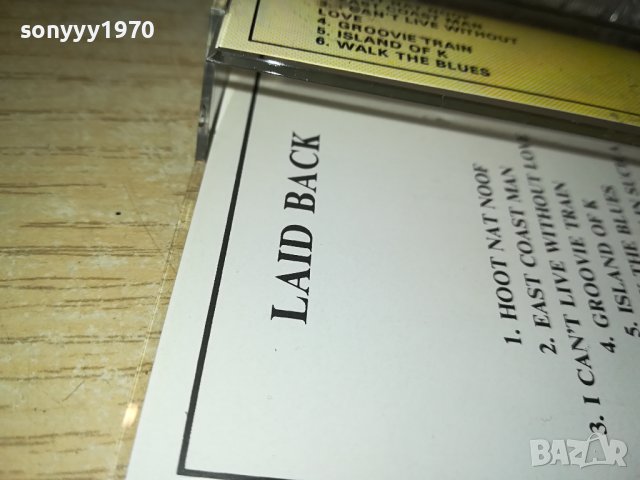 sonyyy1970
I CAN'T LIVE WITHOUT
LOVE
4. GROOVIE TRAIN
5. ISLAND OF K
6. WALK THE BLUES
LAID BACK
1. HOOT NAT NOOF
2. EAST COAST MAN
3. I CAN'T LIVE WITHOUT LOVE
4. GROOVIE TRAIN
5. ISLAND OF K
BLUES
BAZAR